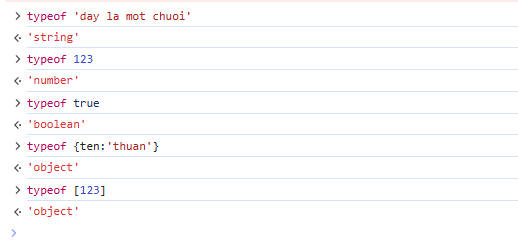 typeof 'day la mot chuoi'
'string'
typeof 123
'number'
typeof true
'boolean'
typeof {ten:'thuan'}
'object'
typeof [123]
'object'